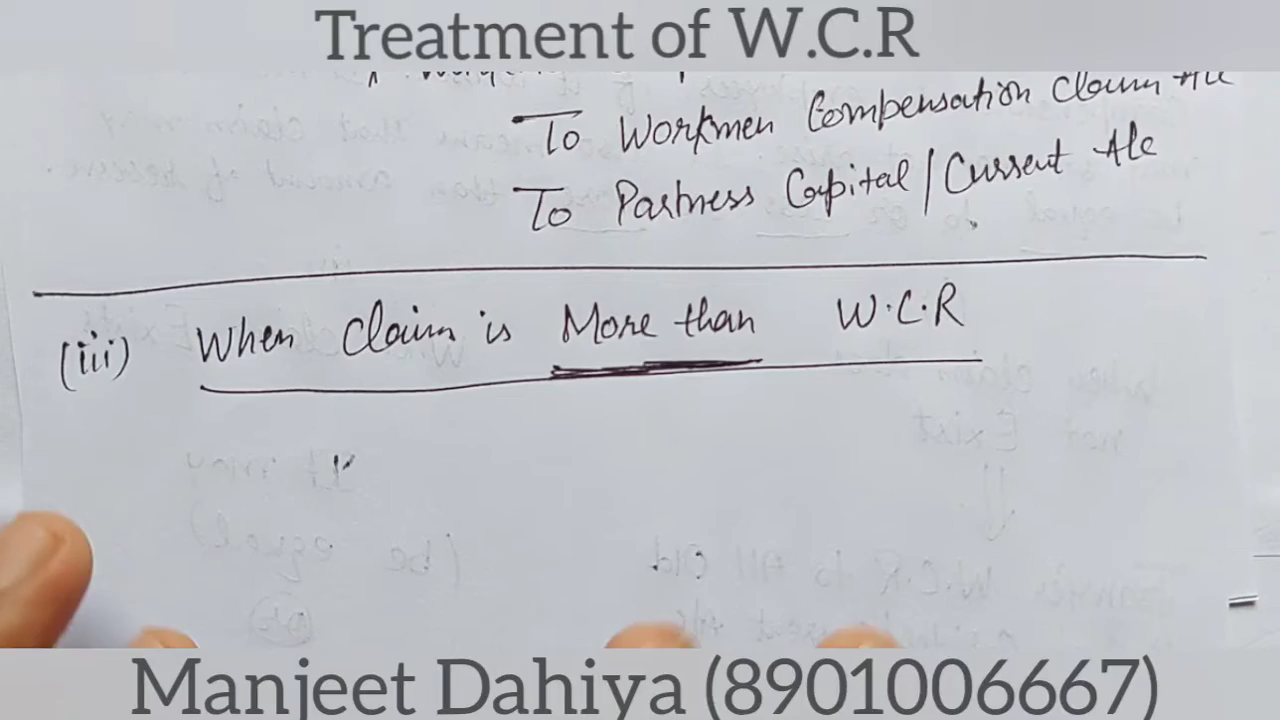 Treatment of W.C.R
To Workmen Compensation Claim A/c
To Partners Capital / Current A/c
(iii) When Claim is More than W.C.R
Manjeet Dahiya (8901006667)